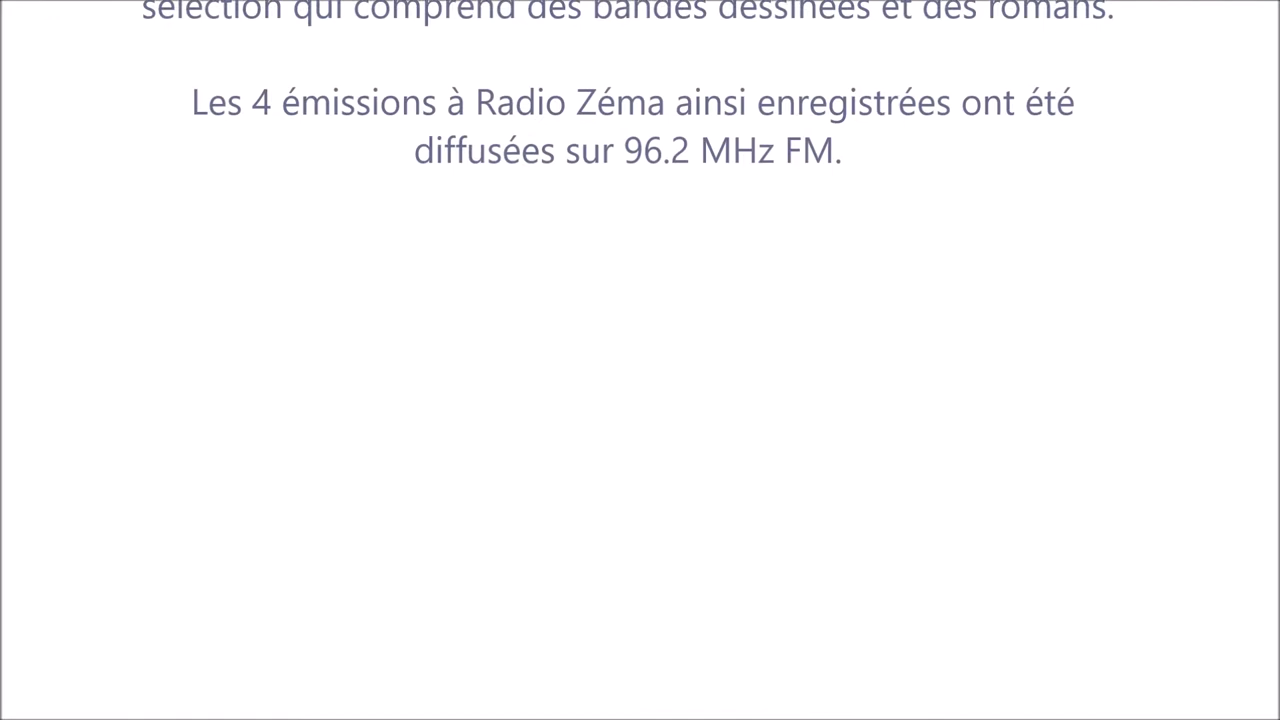 sélection qui comprend des bandes dessinées et des romans.
Les 4 émissions à Radio Zéma ainsi enregistrées ont été
diffusées sur 96.2 MHz FM.